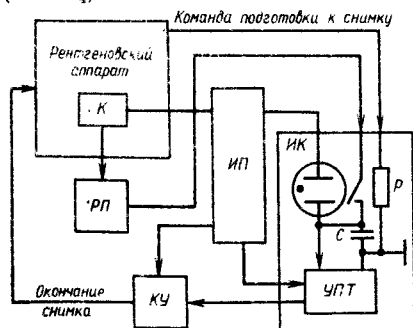 Команда подготовки к снимку
Рентгеновский
аппарат
К
ИП
ИК
РП
Р
С
УПТ
КУ
Окончание
снимка